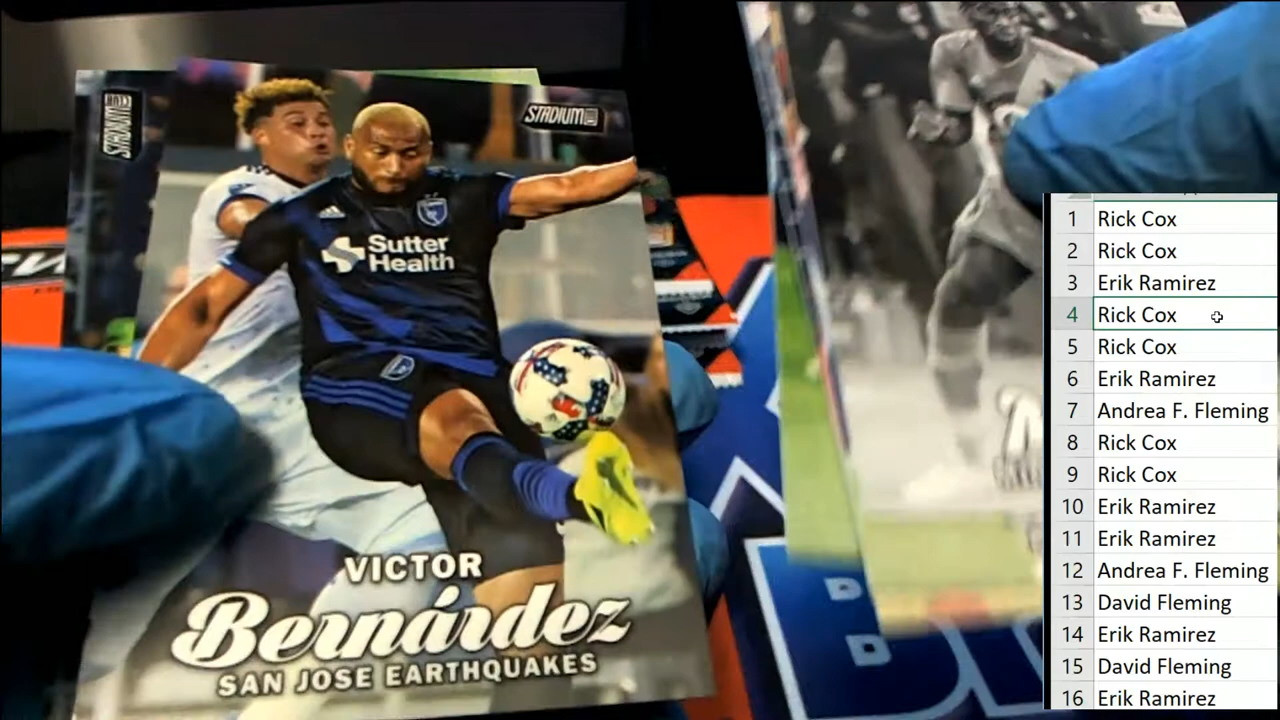 STADIUM
STADIUM
Sutter
Health
VICTOR
Bernárdez
SAN JOSE EARTHQUAKES
1 Rick Cox
2 Rick Cox
3 Erik Ramirez
4 Rick Cox
5 Rick Cox
6 Erik Ramirez
7 Andrea F. Fleming
8 Rick Cox
9 Rick Cox
10 Erik Ramirez
11 Erik Ramirez
12 Andrea F. Fleming
13 David Fleming
14 Erik Ramirez
15 David Fleming
16 Erik Ramirez